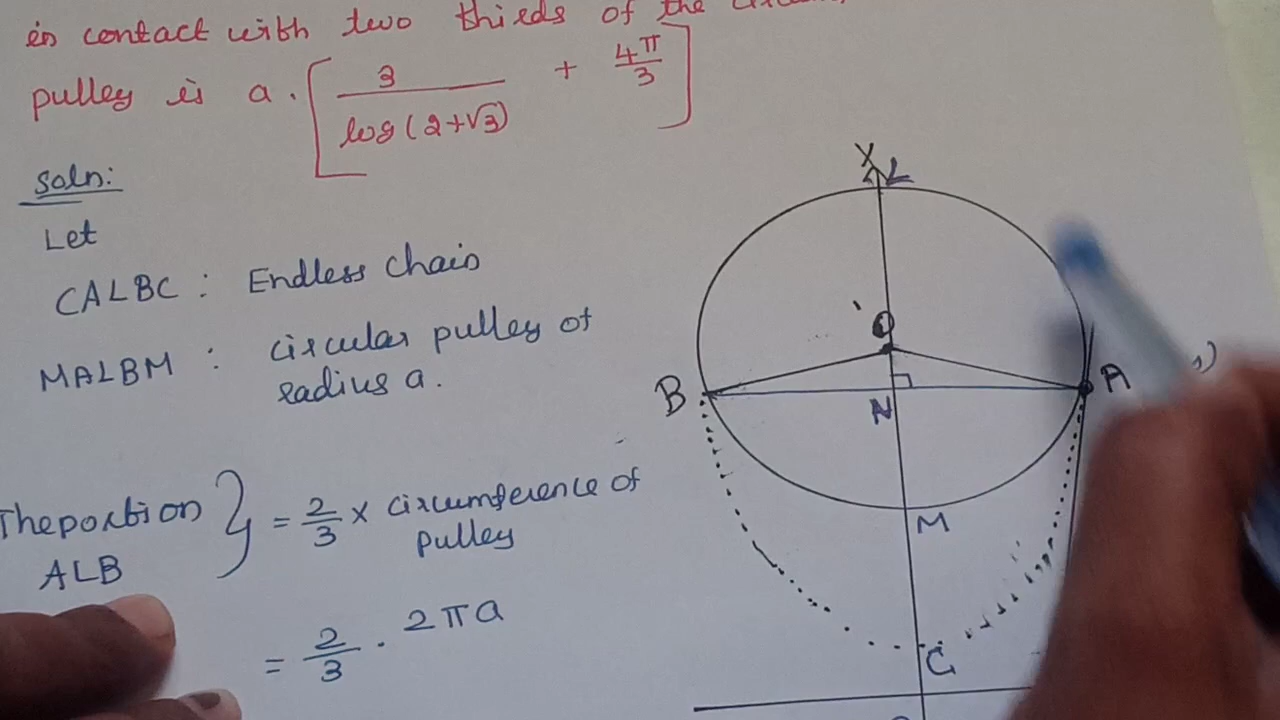 in contact with two thirds of the
pulley is a. [ 3 / log(2+√3) + 4π/3 ]
Soln:
Let
CALBC : Endless chain
MALBM : circular pulley of
radius a.
The portion } = 2/3 × circumference of
ALB pulley
= 2/3 . 2πa
Y
L
O
B
A
N
M
C